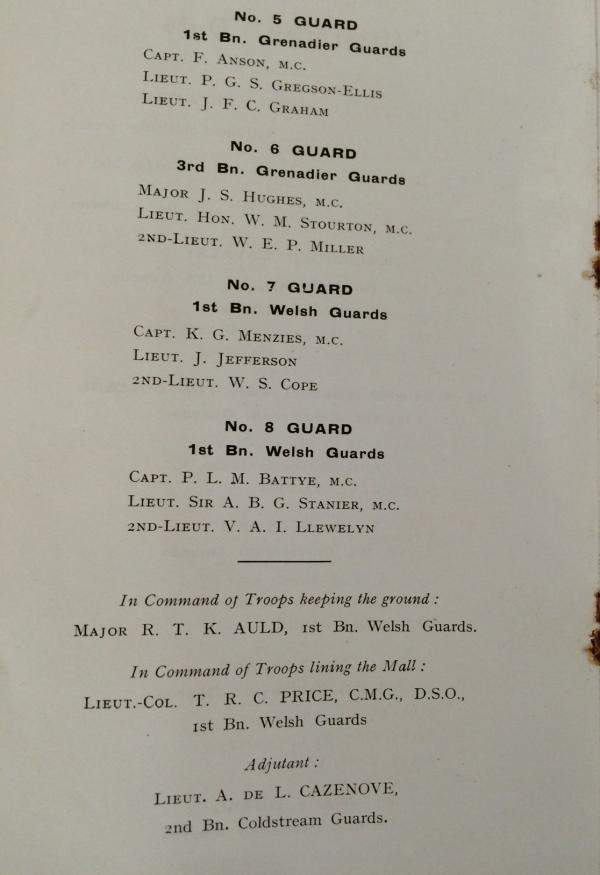 No. 5 GUARD
1st Bn. Grenadier Guards
Capt. F. Anson, m.c.
Lieut. P. G. S. Gregson-Ellis
Lieut. J. F. C. Graham
No. 6 GUARD
3rd Bn. Grenadier Guards
Major J. S. Hughes, m.c.
Lieut. Hon. W. M. Stourton, m.c.
2nd-Lieut. W. E. P. Miller
No. 7 GUARD
1st Bn. Welsh Guards
Capt. K. G. Menzies, m.c.
Lieut. J. Jefferson
2nd-Lieut. W. S. Cope
No. 8 GUARD
1st Bn. Welsh Guards
Capt. P. L. M. Battye, m.c.
Lieut. Sir A. B. G. Stanier, m.c.
2nd-Lieut. V. A. I. Llewelyn
In Command of Troops keeping the ground :
Major R. T. K. AULD, 1st Bn. Welsh Guards.
In Command of Troops lining the Mall :
Lieut.-Col. T. R. C. PRICE, C.M.G., D.S.O.,
1st Bn. Welsh Guards
Adjutant :
Lieut. A. de L. CAZENOVE,
2nd Bn. Coldstream Guards.